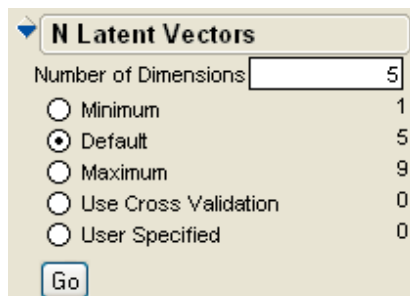 N Latent Vectors
Number of Dimensions 5
Minimum 1
Default 5
Maximum 9
Use Cross Validation 0
User Specified 0
Go